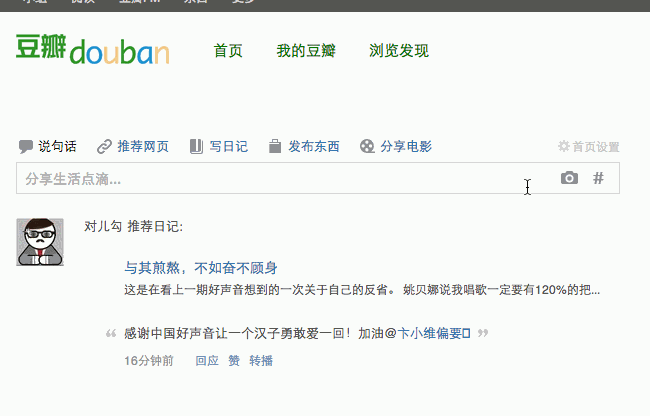 豆瓣douban 首页 我的豆瓣 浏览发现
说句话 推荐网页 写日记 发布东西 分享电影 首页设置
分享生活点滴... #
对儿勾 推荐日记:
与其煎熬，不如奋不顾身
这是在看上一期好声音想到的一次关于自己的反省。 姚贝娜说我唱歌一定要有120%的把...
“ 感谢中国好声音让一个汉子勇敢爱一回！加油@卞小维偏要 ”
16分钟前 回应 赞 转播